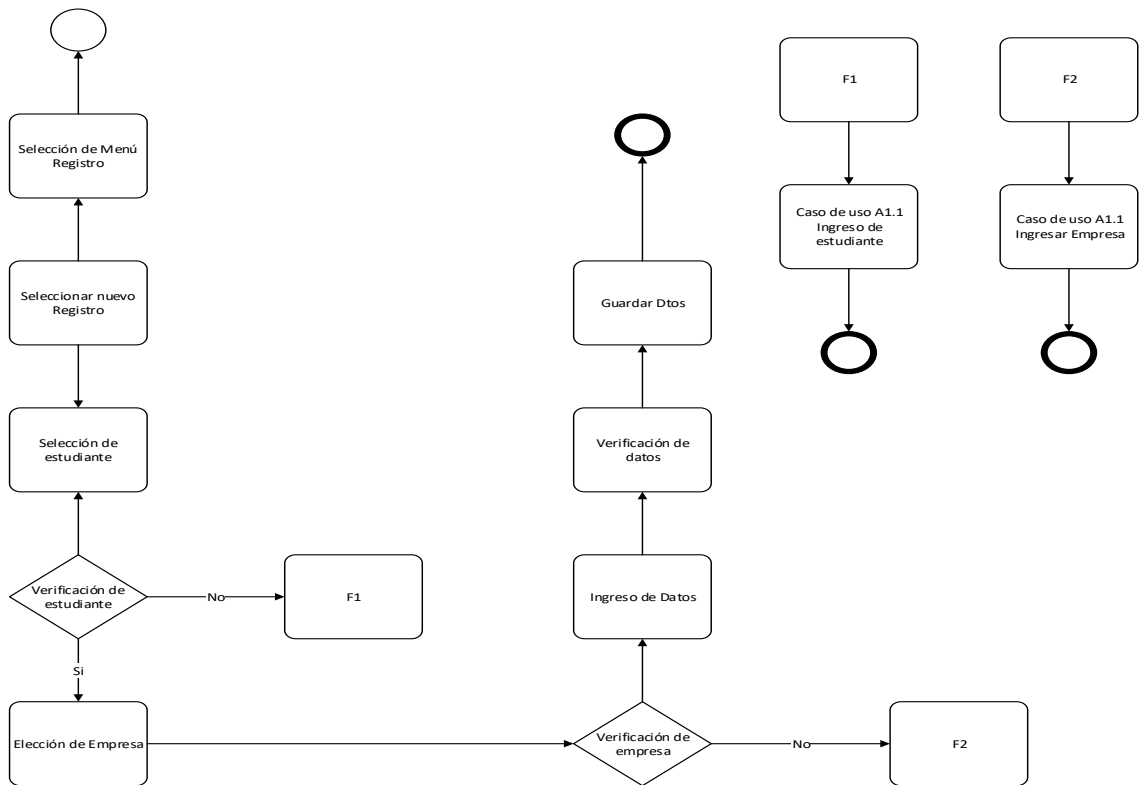 Selección de Menú
Registro
Seleccionar nuevo
Registro
Selección de
estudiante
Verificación de
estudiante
No
F1
Si
Elección de Empresa
Verificación de
empresa
No
F2
Ingreso de Datos
Verificación de
datos
Guardar Dtos
F1
Caso de uso A1.1
Ingreso de
estudiante
F2
Caso de uso A1.1
Ingresar Empresa